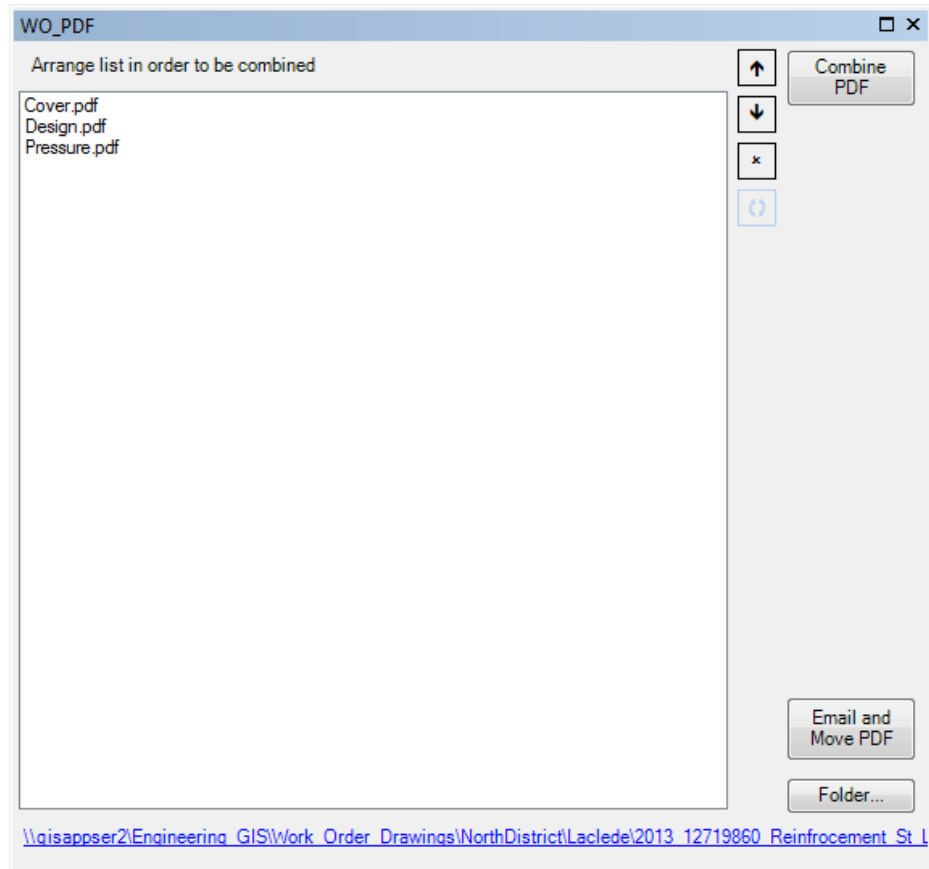 WO_PDF
Arrange list in order to be combined
Combine
PDF
Cover.pdf
Design.pdf
Pressure.pdf
Email and
Move PDF
Folder...
\\gisappser2\Engineering_GIS\Work_Order_Drawings\NorthDistrict\Laclede\2013_12719860_Reinfrocement_St_L